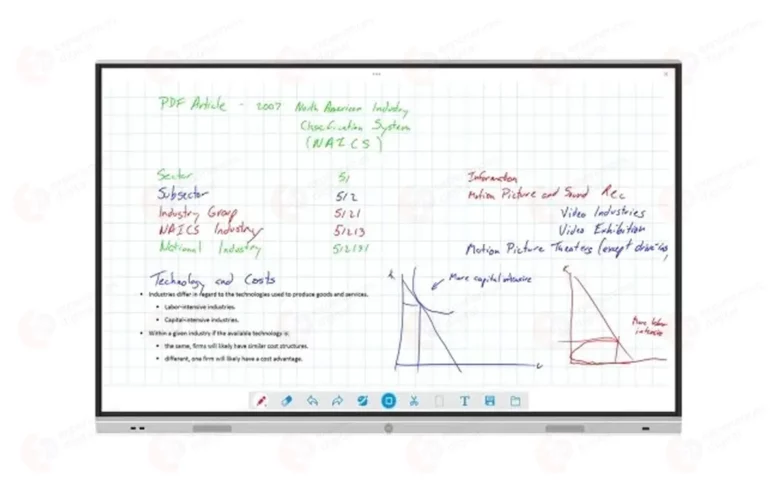 PDF Article - 2007 North American Industry
Classification System
(NAICS)
Sector 51 Information
Subsector 512 Motion Picture and Sound Rec
Industry Group 5121 Video Industries
NAICS Industry 51213 Video Exhibition
National Industry 512131 Motion Picture Theaters (except drive-ins,
Technology and Costs
• Industries differ in regard to the technologies used to produce goods and services.
• Labor-intensive industries.
• Capital-intensive industries.
• Within a given industry if the available technology is:
• the same, firms will likely have similar cost structures.
• different, one firm will likely have a cost advantage.
K
More capital intensive
L
K
More labor
intensive
T